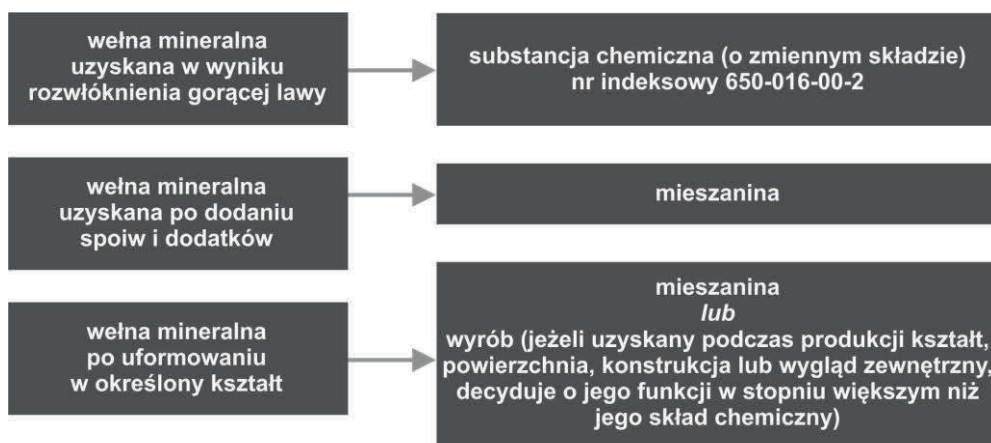 wełna mineralna
uzyskana w wyniku
rozwłóknienia gorącej lawy
substancja chemiczna (o zmiennym składzie)
nr indeksowy 650-016-00-2
wełna mineralna
uzyskana po dodaniu
spoiw i dodatków
mieszanina
wełna mineralna
po uformowaniu
w określony kształt
mieszanina
lub
wyrób (jeżeli uzyskany podczas produkcji kształt,
powierzchnia, konstrukcja lub wygląd zewnętrzny,
decyduje o jego funkcji w stopniu większym niż
jego skład chemiczny)